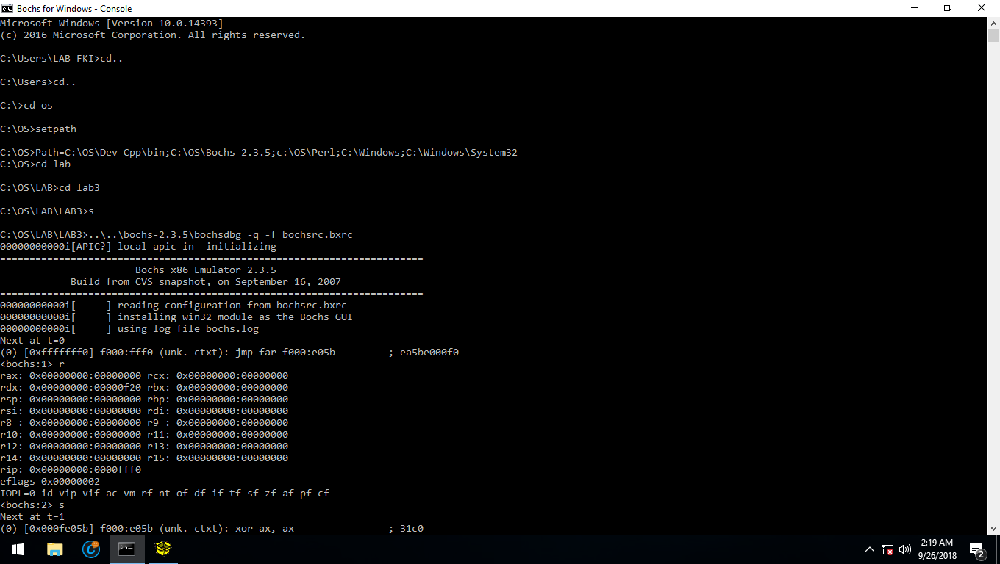 Bochs for Windows - Console
Microsoft Windows [Version 10.0.14393]
(c) 2016 Microsoft Corporation. All rights reserved.
C:\Users\LAB-FKI>cd..
C:\Users>cd..
C:\>cd os
C:\OS>setpath
C:\OS>Path=C:\OS\Dev-Cpp\bin;C:\OS\Bochs-2.3.5;c:\OS\Perl;C:\Windows;C:\Windows\System32
C:\OS>cd lab
C:\OS\LAB>cd lab3
C:\OS\LAB\LAB3>s
C:\OS\LAB\LAB3>..\..\bochs-2.3.5\bochsdbg -q -f bochsrc.bxrc
00000000000i[APIC?] local apic in  initializing
========================================================================
Bochs x86 Emulator 2.3.5
Build from CVS snapshot, on September 16, 2007
========================================================================
00000000000i[     ] reading configuration from bochsrc.bxrc
00000000000i[     ] installing win32 module as the Bochs GUI
00000000000i[     ] using log file bochs.log
Next at t=0
(0) [0xfffffff0] f000:fff0 (unk. ctxt): jmp far f000:e05b         ; ea5be000f0
<bochs:1> r
rax: 0x00000000:00000000 rcx: 0x00000000:00000000
rdx: 0x00000000:00000f20 rbx: 0x00000000:00000000
rsp: 0x00000000:00000000 rbp: 0x00000000:00000000
rsi: 0x00000000:00000000 rdi: 0x00000000:00000000
r8 : 0x00000000:00000000 r9 : 0x00000000:00000000
r10: 0x00000000:00000000 r11: 0x00000000:00000000
r12: 0x00000000:00000000 r13: 0x00000000:00000000
r14: 0x00000000:00000000 r15: 0x00000000:00000000
rip: 0x00000000:0000fff0
eflags 0x00000002
IOPL=0 id vip vif ac vm rf nt of df if tf sf zf af pf cf
<bochs:2> s
Next at t=1
(0) [0x000fe05b] f000:e05b (unk. ctxt): xor ax, ax                ; 31c0
2:19 AM
9/26/2018
2